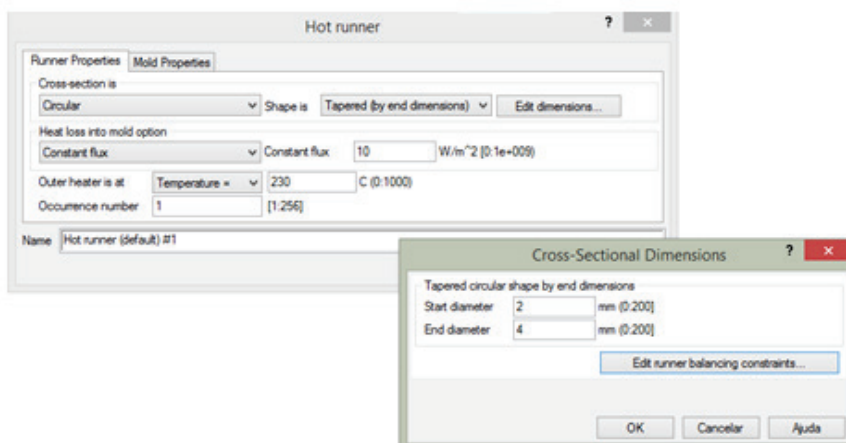 Hot runner
? ×
Runner Properties Mold Properties
Cross-section is
Circular Shape is Tapered (by end dimensions) Edit dimensions...
Heat loss into mold option
Constant flux Constant flux 10 W/m^2 [0:1e+009)
Outer heater is at Temperature = 230 C (0:1000)
Occurrence number 1 [1:256]
Name Hot runner (default) #1
Cross-Sectional Dimensions
? ×
Tapered circular shape by end dimensions
Start diameter 2 mm (0:200]
End diameter 4 mm (0:200]
Edit runner balancing constraints...
OK Cancelar Ajuda